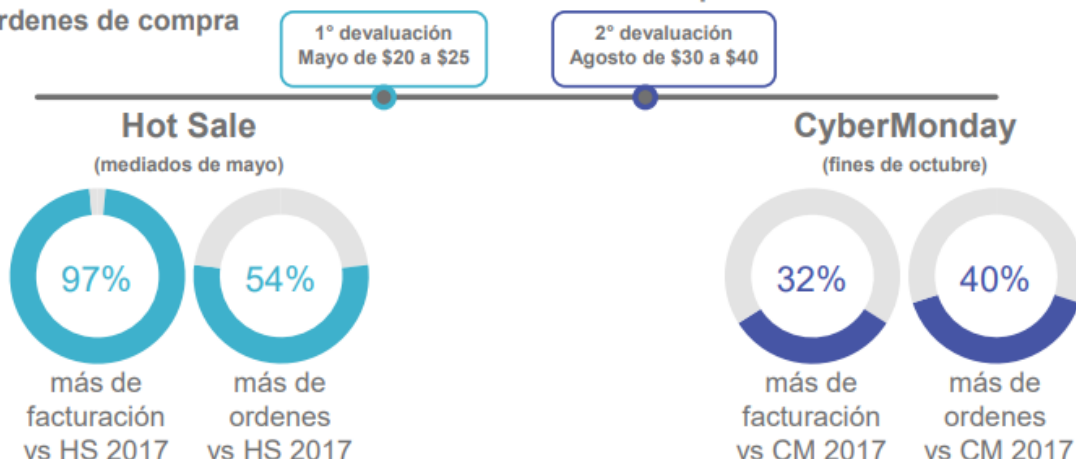 rdenes de compra
1° devaluación
Mayo de $20 a $25
2° devaluación
Agosto de $30 a $40
Hot Sale
(mediados de mayo)
97%
más de
facturación
vs HS 2017
54%
más de
ordenes
vs HS 2017
CyberMonday
(fines de octubre)
32%
más de
facturación
vs CM 2017
40%
más de
ordenes
vs CM 2017